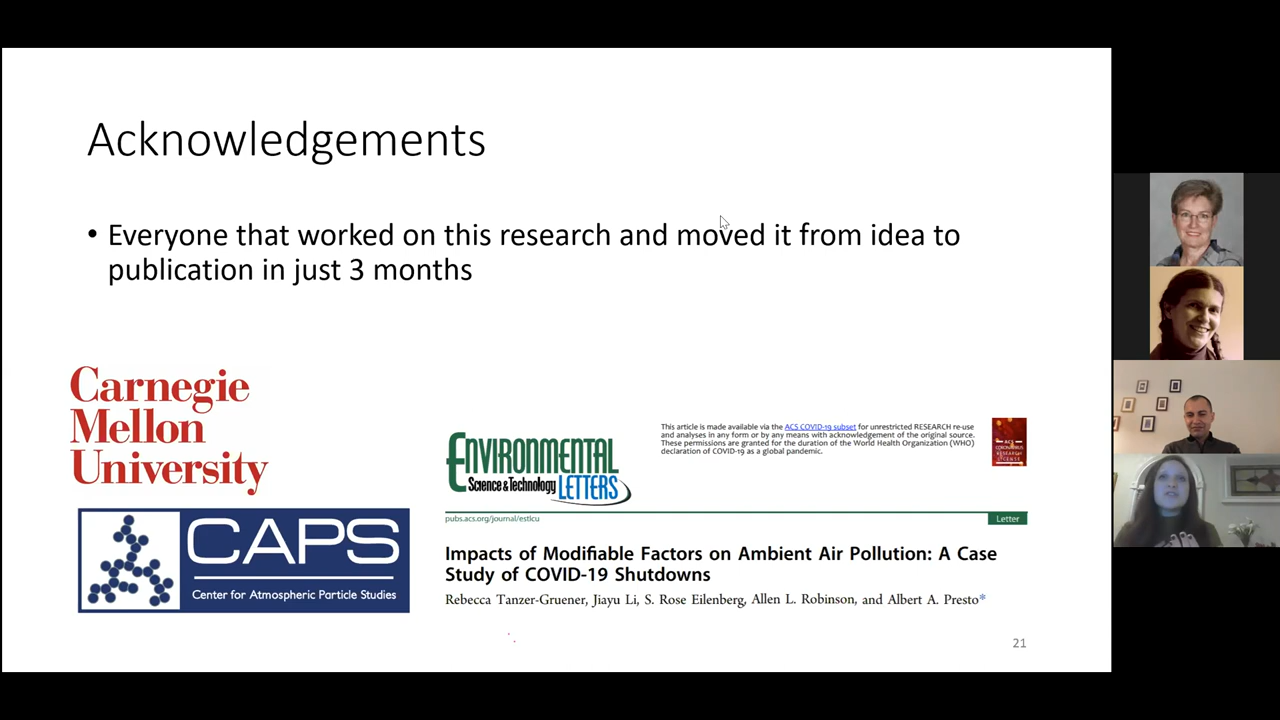 Acknowledgements
• Everyone that worked on this research and moved it from idea to
publication in just 3 months
Carnegie
Mellon
University
CAPS
Center for Atmospheric Particle Studies
ENVIRONMENTAL
Science & Technology LETTERS
This article is made available via the ACS COVID-19 subset for unrestricted RESEARCH re-use
and analyses in any form or by any means with acknowledgement of the original source.
These permissions are granted for the duration of the World Health Organization (WHO)
declaration of COVID-19 as a global pandemic.
ACS
CORONAVIRUS
RESEARCH
LICENSE
pubs.acs.org/journal/estlcu
Letter
Impacts of Modifiable Factors on Ambient Air Pollution: A Case
Study of COVID-19 Shutdowns
Rebecca Tanzer-Gruener, Jiayu Li, S. Rose Eilenberg, Allen L. Robinson, and Albert A. Presto*
21